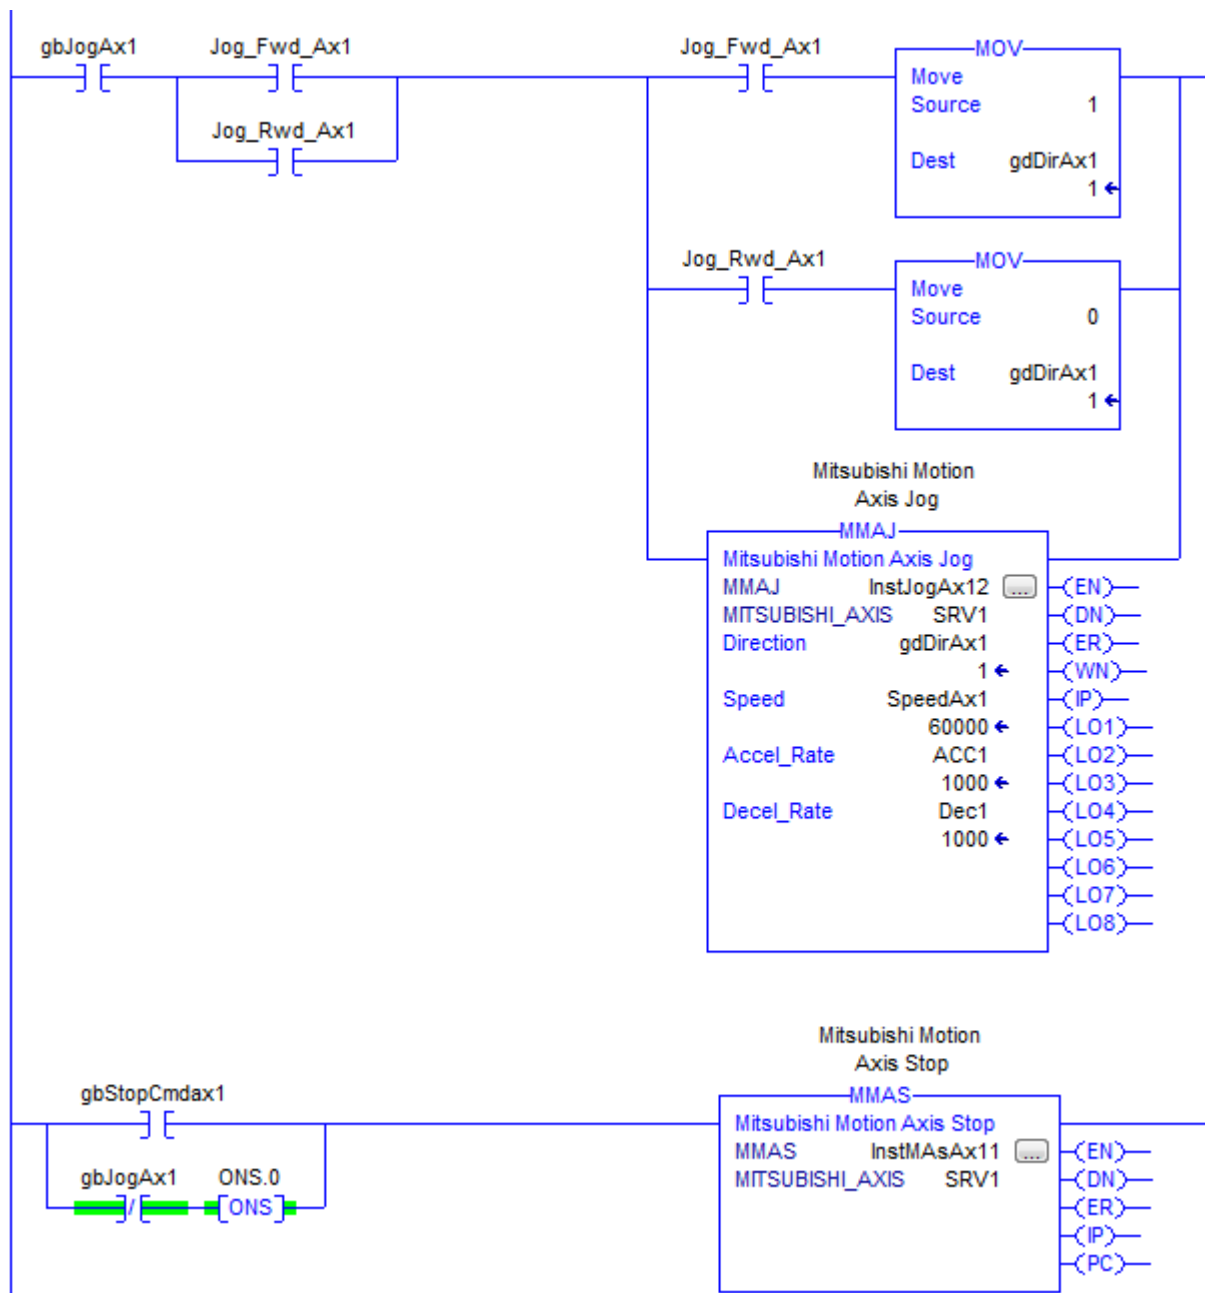 gbJogAx1 Jog_Fwd_Ax1 Jog_Fwd_Ax1
MOV
Move
Source 1
Jog_Rwd_Ax1
Dest gdDirAx1
1
Jog_Rwd_Ax1
MOV
Move
Source 0
Dest gdDirAx1
1
Mitsubishi Motion
Axis Jog
MMAJ
Mitsubishi Motion Axis Jog
MMAJ InstJogAx12 ... (EN)
MITSUBISHI_AXIS SRV1 (DN)
Direction gdDirAx1 (ER)
1 (WN)
Speed SpeedAx1 (IP)
60000 (LO1)
Accel_Rate ACC1 (LO2)
1000 (LO3)
Decel_Rate Dec1 (LO4)
1000 (LO5)
(LO6)
(LO7)
(LO8)
Mitsubishi Motion
Axis Stop
gbStopCmdax1
MMAS
Mitsubishi Motion Axis Stop
MMAS InstMAsAx11 ... (EN)
MITSUBISHI_AXIS SRV1 (DN)
gbJogAx1 ONS.0
ONS
(ER)
(IP)
(PC)